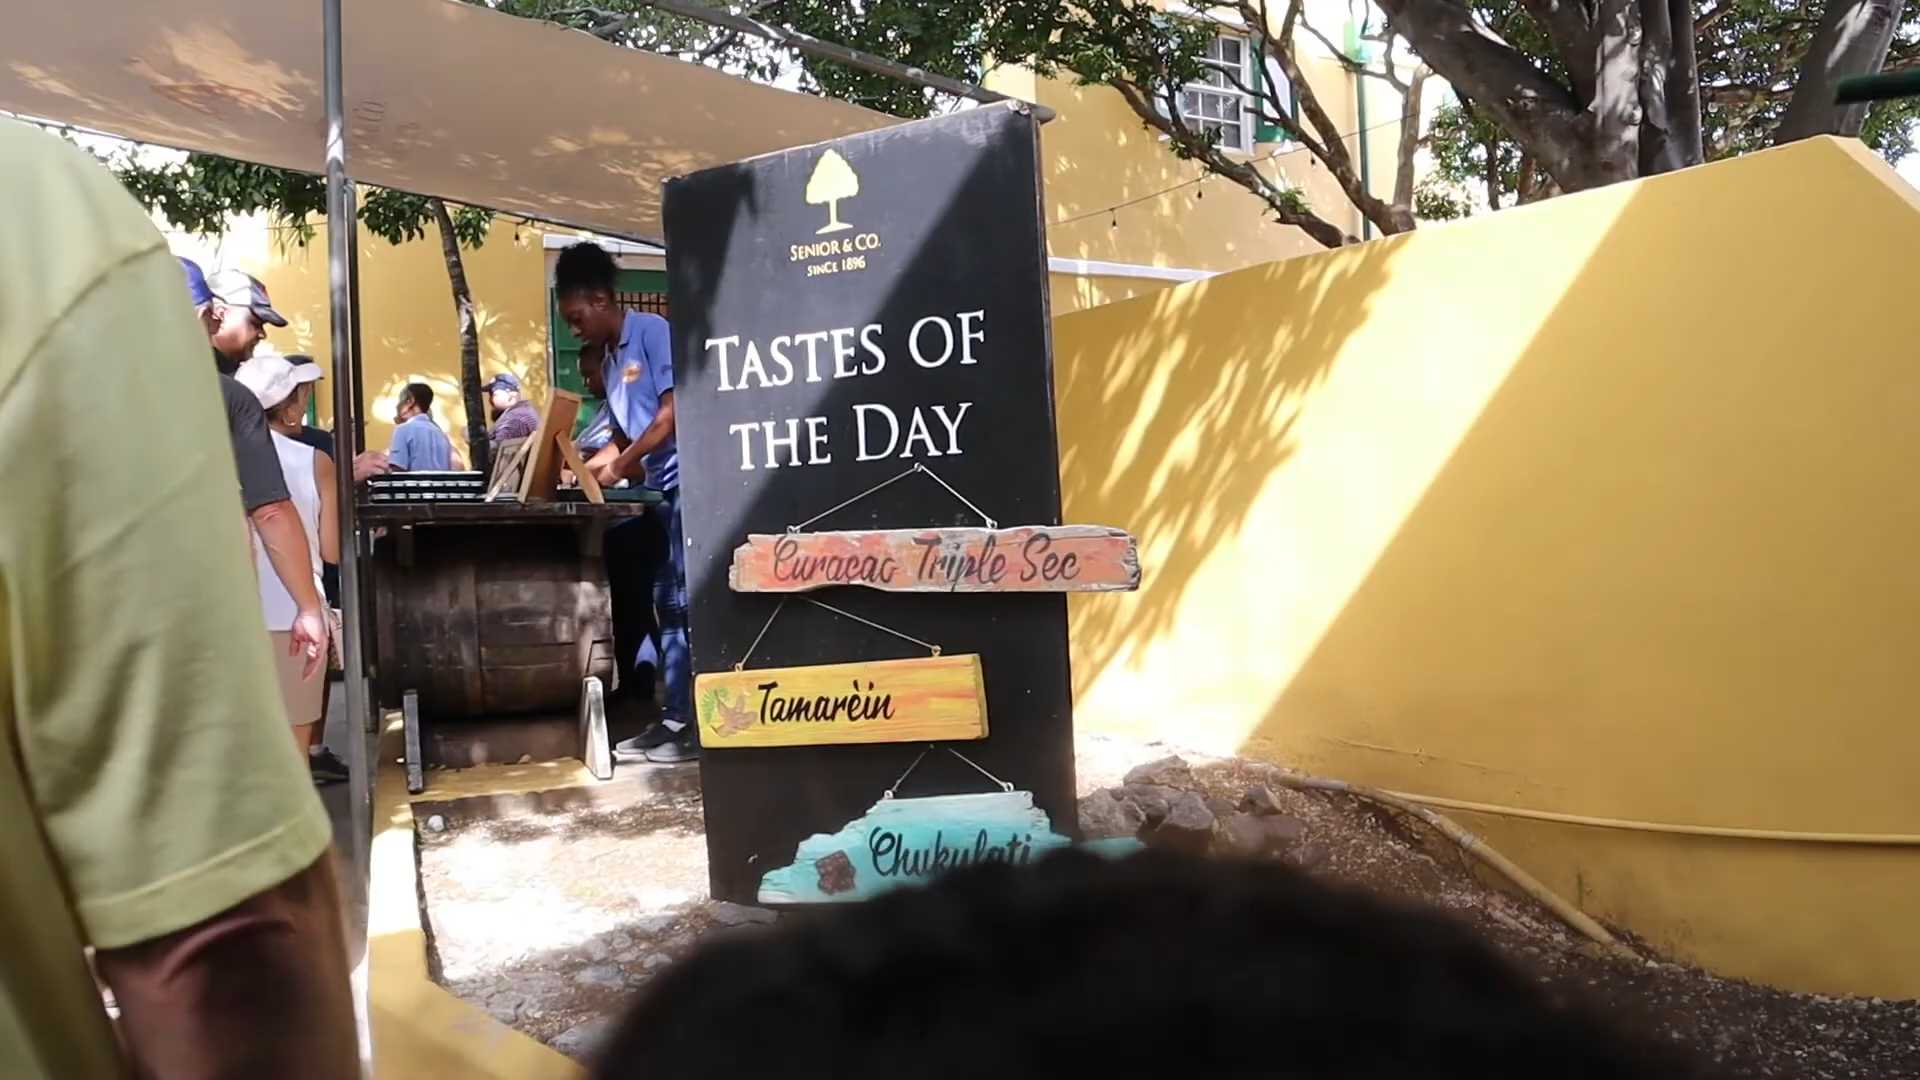 SENIOR & CO.
SINCE 1896
TASTES OF
THE DAY
Curaçao Triple Sec
Tamarèin
Chukulati